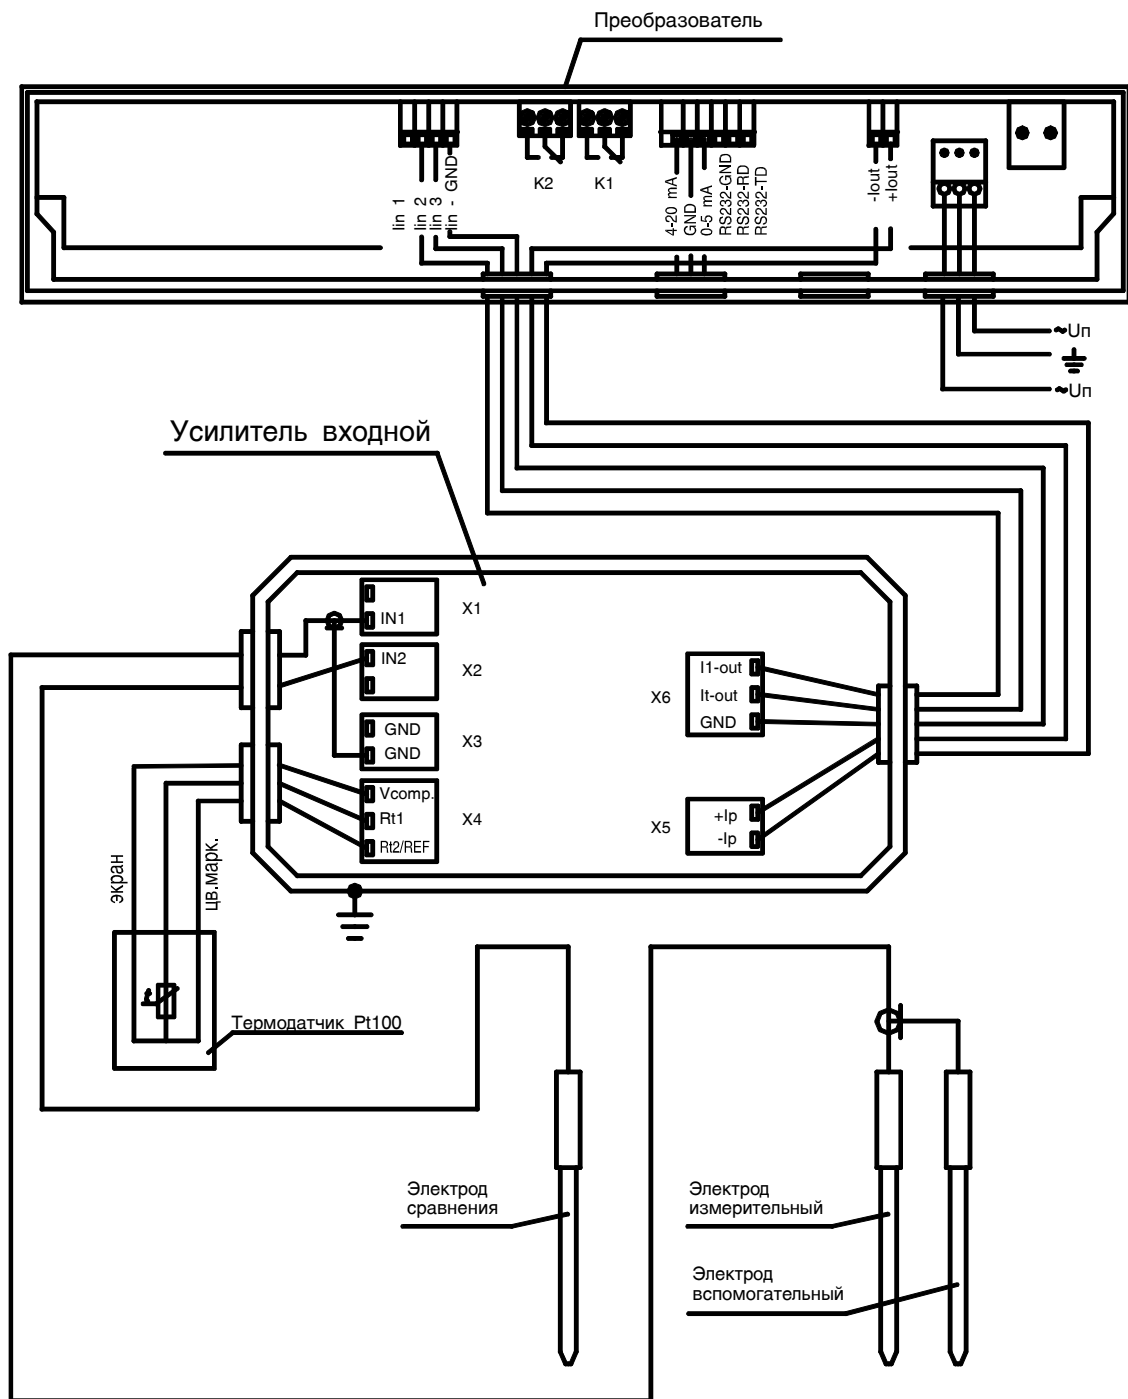 Преобразователь
K2
K1
Iin 1
Iin 2
Iin 3
Iin - GND
4-20 mA
GND
0-5 mA
RS232-GND
RS232-RD
RS232-TD
-Iout
+Iout
~Uп
~Uп
Усилитель входной
IN1
X1
IN2
X2
GND
GND
X3
Vcomp.
Rt1
Rt2/REF
X4
I1-out
It-out
GND
X6
+Ip
-Ip
X5
экран
цв.марк.
Термодатчик Pt100
Электрод
сравнения
Электрод
измерительный
Электрод
вспомогательный